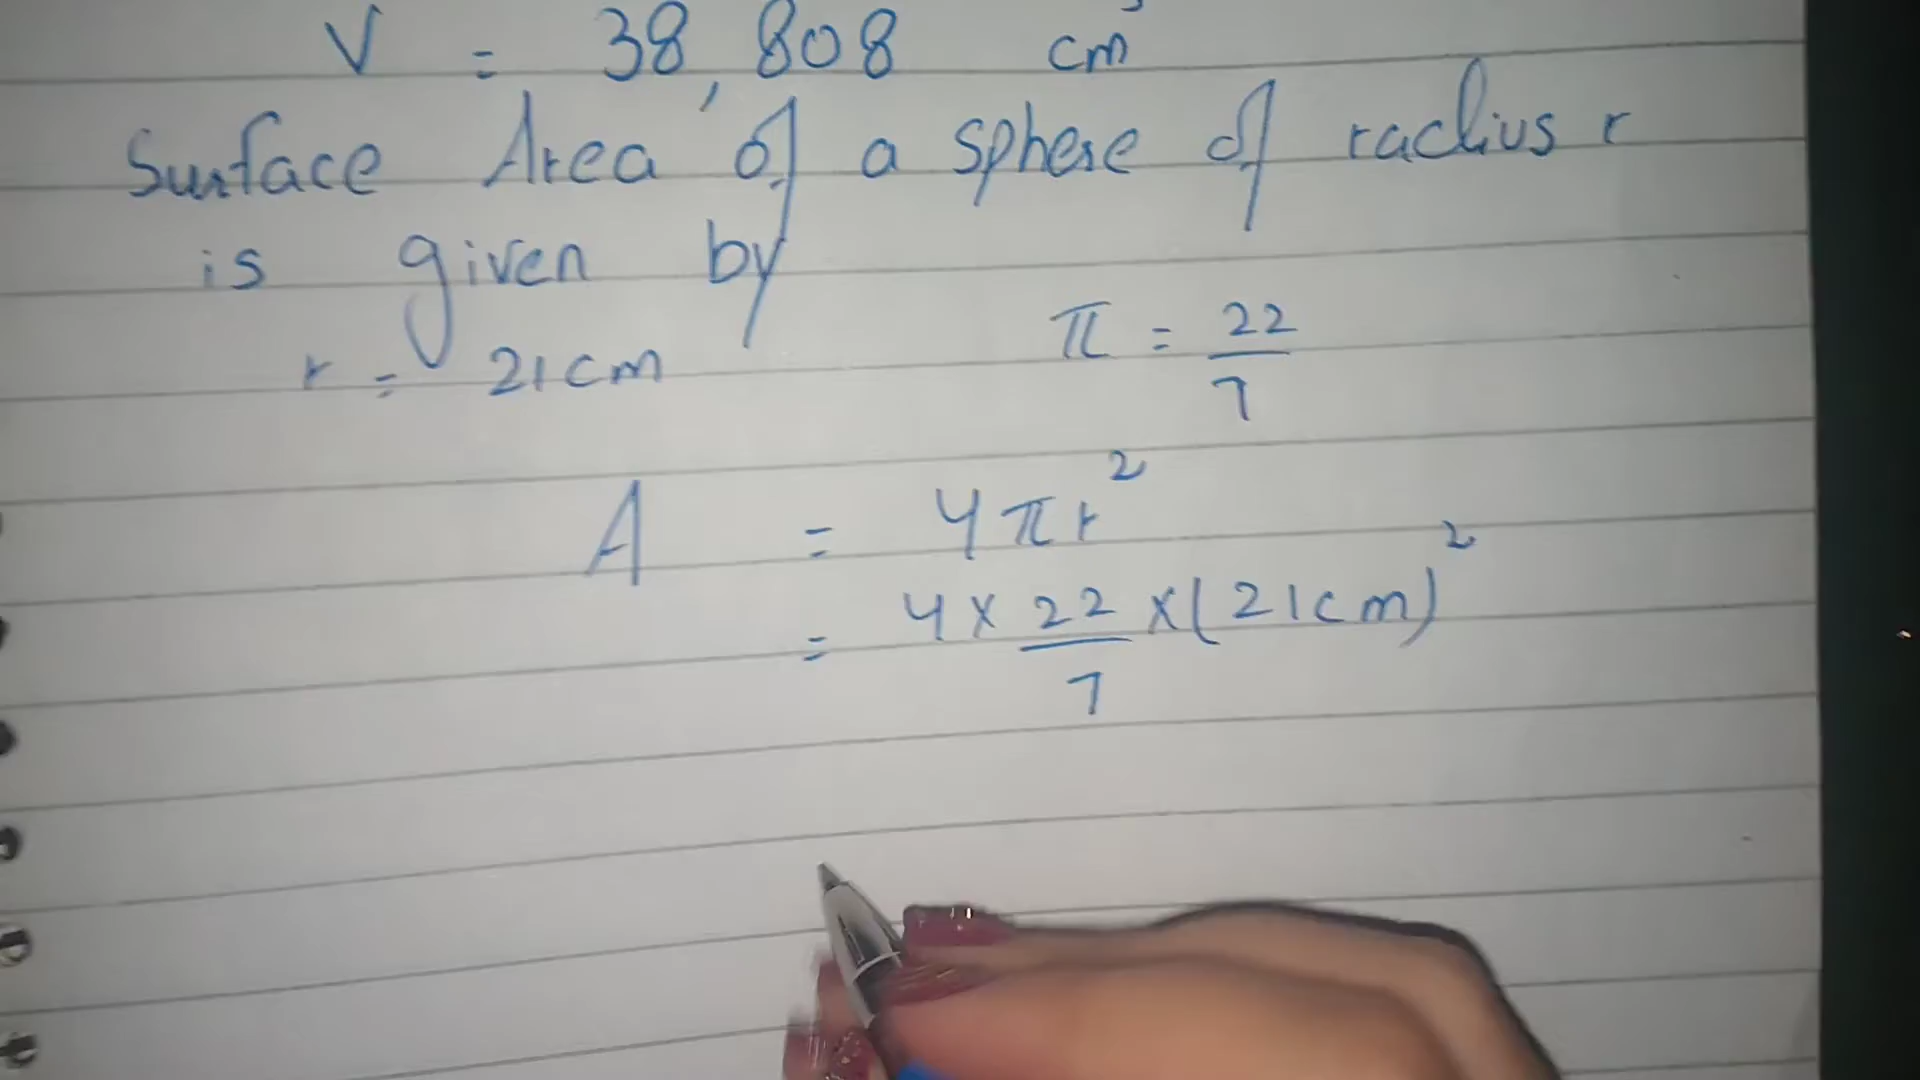 V = 38,808 cm³
Surface Area of a sphere of radius r
is given by
r = 21cm π = 22/7
A = 4πr²
= 4 × 22/7 × (21cm)²